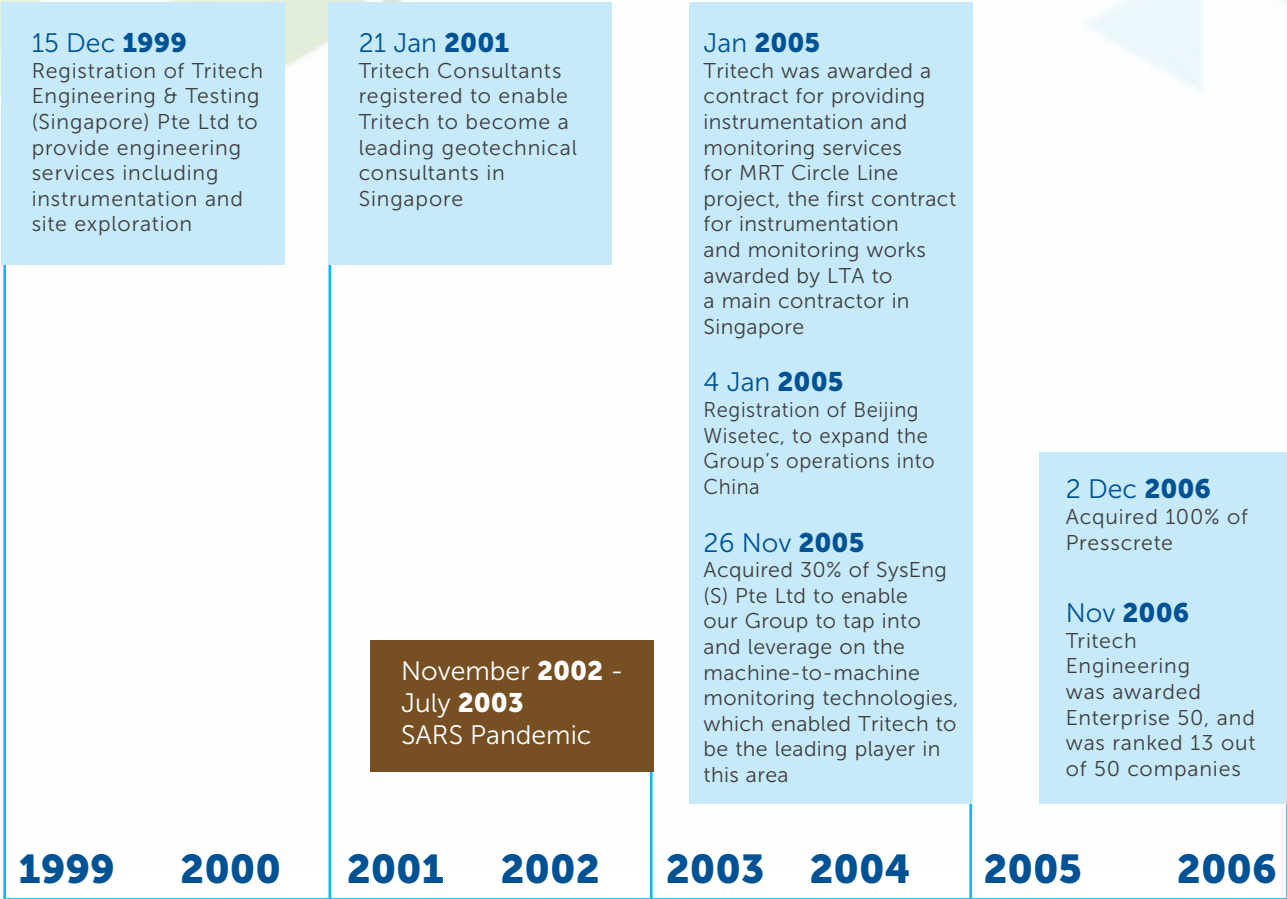 15 Dec 1999
Registration of Tritech
Engineering & Testing
(Singapore) Pte Ltd to
provide engineering
services including
instrumentation and
site exploration
21 Jan 2001
Tritech Consultants
registered to enable
Tritech to become a
leading geotechnical
consultants in
Singapore
November 2002 -
July 2003
SARS Pandemic
Jan 2005
Tritech was awarded a
contract for providing
instrumentation and
monitoring services
for MRT Circle Line
project, the first contract
for instrumentation
and monitoring works
awarded by LTA to
a main contractor in
Singapore
4 Jan 2005
Registration of Beijing
Wisetec, to expand the
Group’s operations into
China
26 Nov 2005
Acquired 30% of SysEng
(S) Pte Ltd to enable
our Group to tap into
and leverage on the
machine-to-machine
monitoring technologies,
which enabled Tritech to
be the leading player in
this area
2 Dec 2006
Acquired 100% of
Presscrete
Nov 2006
Tritech
Engineering
was awarded
Enterprise 50, and
was ranked 13 out
of 50 companies
1999 2000 2001 2002 2003 2004 2005 2006